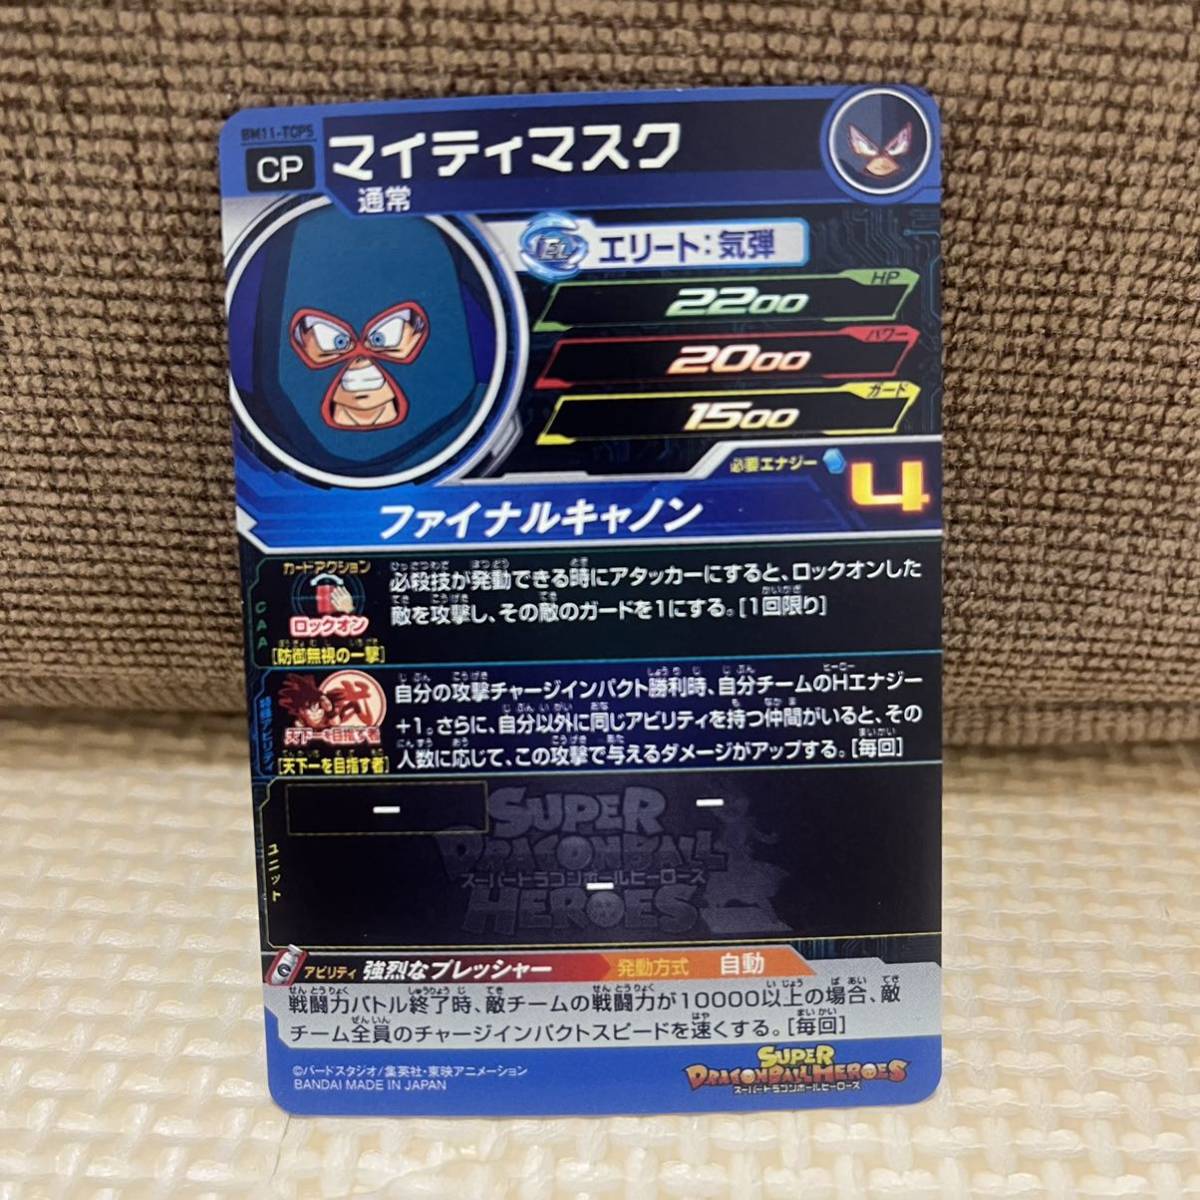 BM11-TCP5
CP
マイティマスク
通常
エリート：気弾
HP
2200
パワー
2000
ガード
1500
必要エナジー
4
ファイナルキャノン
CAA
カードアクション
ロックオン
[防御無視の一撃]
必殺技が発動できる時にアタッカーにすると、ロックオンした
敵を攻撃し、その敵のガードを1にする。[1回限り]
特殊アビリティ
天下一を目指す者
[天下一を目指す者]
自分の攻撃チャージインパクト勝利時、自分チームのHエナジー
+1。さらに、自分以外に同じアビリティを持つ仲間がいると、その
人数に応じて、この攻撃で与えるダメージがアップする。[毎回]
ユニット
ー
ー
ー
SUPER
DRAGONBALL
スーパードラゴンボールヒーローズ
HEROES
アビリティ 強烈なプレッシャー 発動方式 自動
戦闘力バトル終了時、敵チームの戦闘力が10000以上の場合、敵
チーム全員のチャージインパクトスピードを速くする。[毎回]
©バードスタジオ/集英社・東映アニメーション
BANDAI MADE IN JAPAN
SUPER
DRAGONBALL HEROES
スーパードラゴンボールヒーローズ